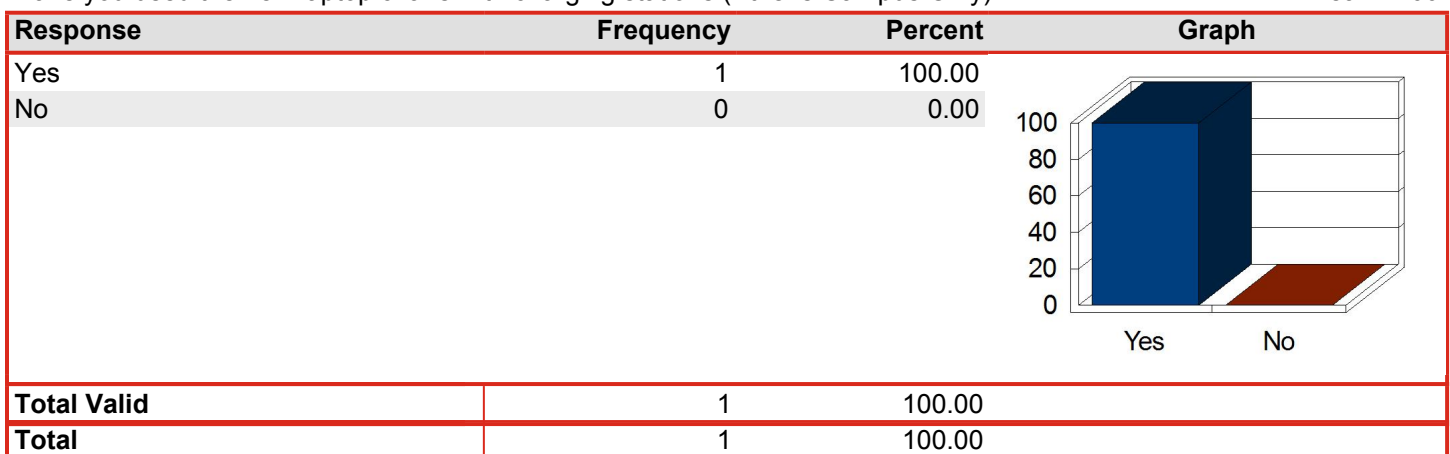 Response Frequency Percent Graph
Yes 1 100.00
No 0 0.00
100
80
60
40
20
0
Yes No
Total Valid 1 100.00
Total 1 100.00